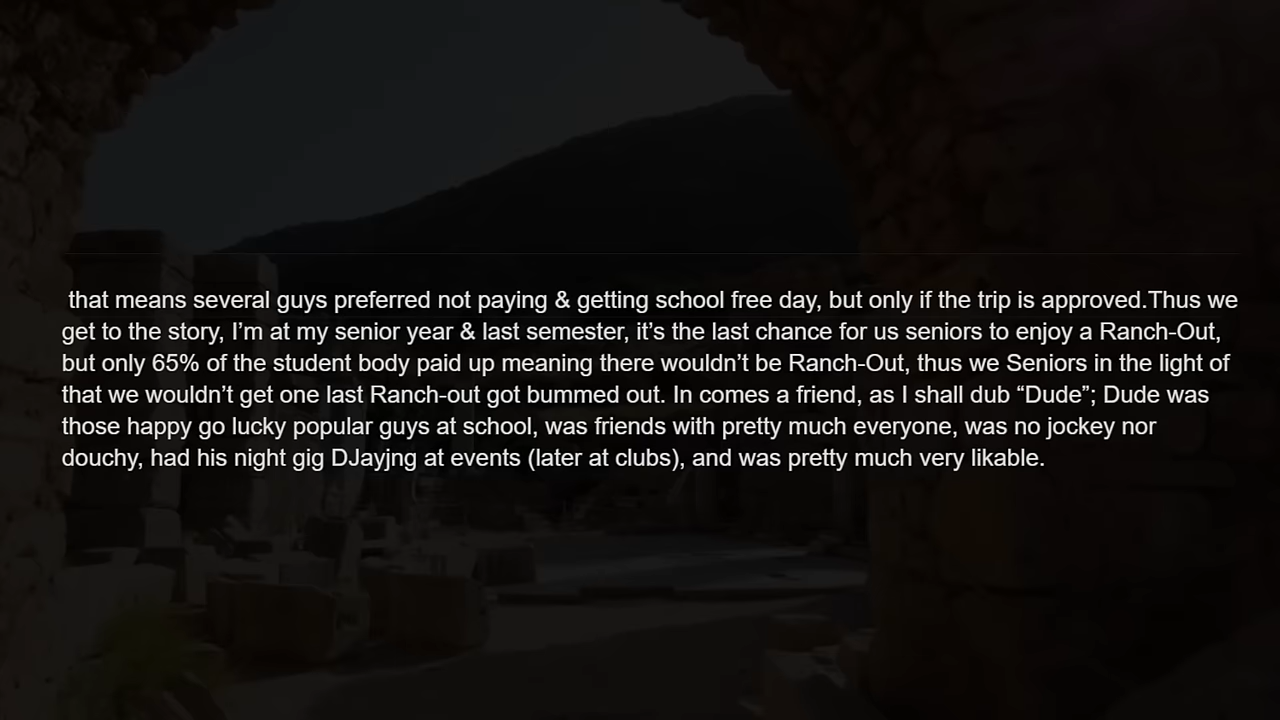 that means several guys preferred not paying & getting school free day, but only if the trip is approved.Thus we
get to the story, I’m at my senior year & last semester, it’s the last chance for us seniors to enjoy a Ranch-Out,
but only 65% of the student body paid up meaning there wouldn’t be Ranch-Out, thus we Seniors in the light of
that we wouldn’t get one last Ranch-out got bummed out. In comes a friend, as I shall dub “Dude”; Dude was
those happy go lucky popular guys at school, was friends with pretty much everyone, was no jockey nor
douchy, had his night gig DJayjng at events (later at clubs), and was pretty much very likable.